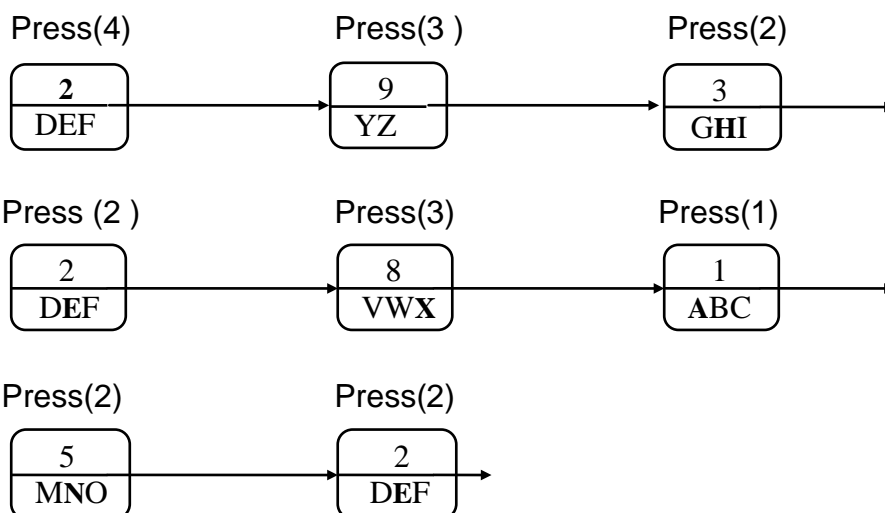 Press(4) Press(3 ) Press(2)
2 9 3
DEF YZ GHI
Press (2 ) Press(3) Press(1)
2 8 1
DEF VWX ABC
Press(2) Press(2)
5 2
MNO DEF